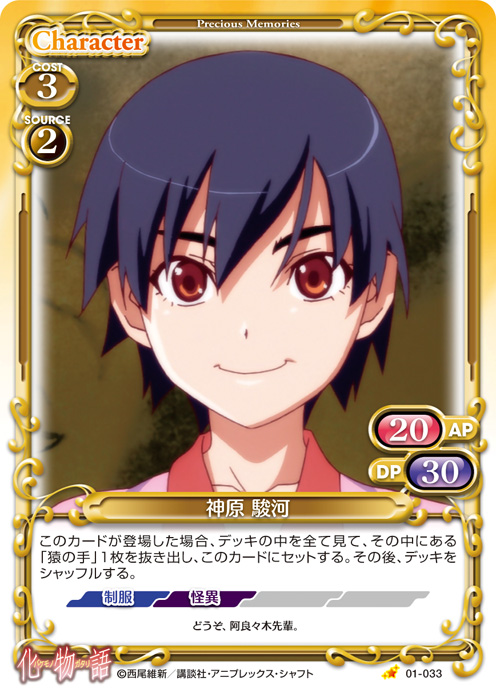 Precious Memories
Character
COST
3
SOURCE
2
20 AP
DP 30
神原 駿河
このカードが登場した場合、デッキの中を全て見て、その中にある
「猿の手」1枚を抜き出し、このカードにセットする。その後、デッキを
シャッフルする。
制服 怪異
どうぞ、阿良々木先輩。
化物語
©西尾維新／講談社・アニプレックス・シャフト
01-033